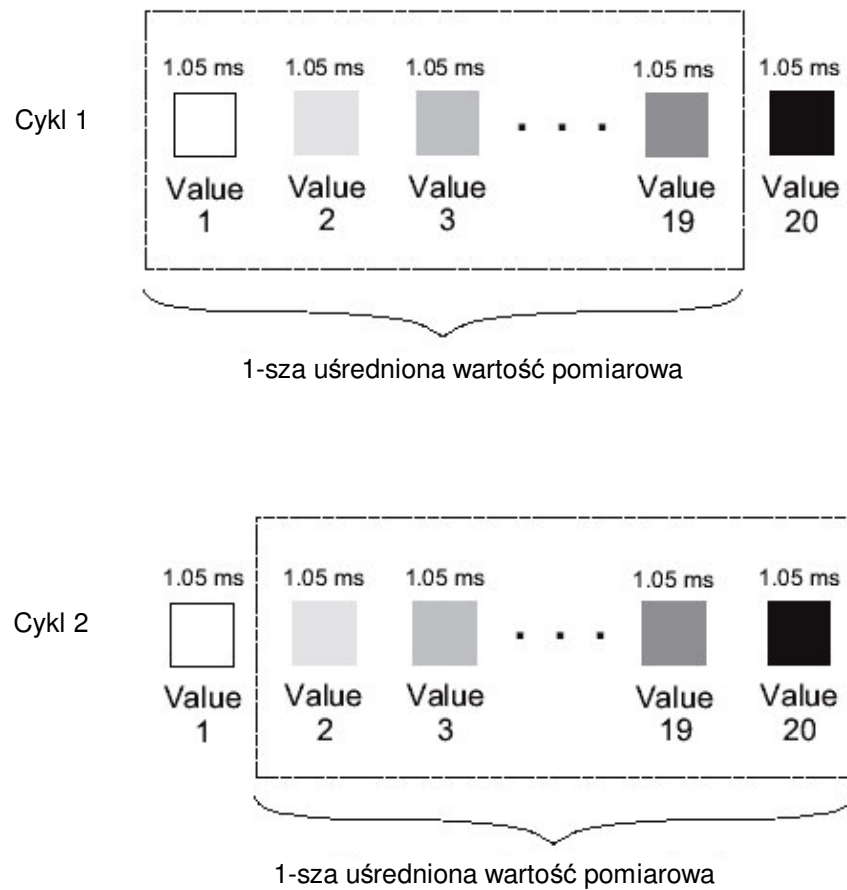 1.05 ms 1.05 ms 1.05 ms 1.05 ms 1.05 ms
Cykl 1
. . .
Value Value Value Value Value
1 2 3 19 20
1-sza uśredniona wartość pomiarowa
1.05 ms 1.05 ms 1.05 ms 1.05 ms 1.05 ms
Cykl 2
. . .
Value Value Value Value Value
1 2 3 19 20
1-sza uśredniona wartość pomiarowa